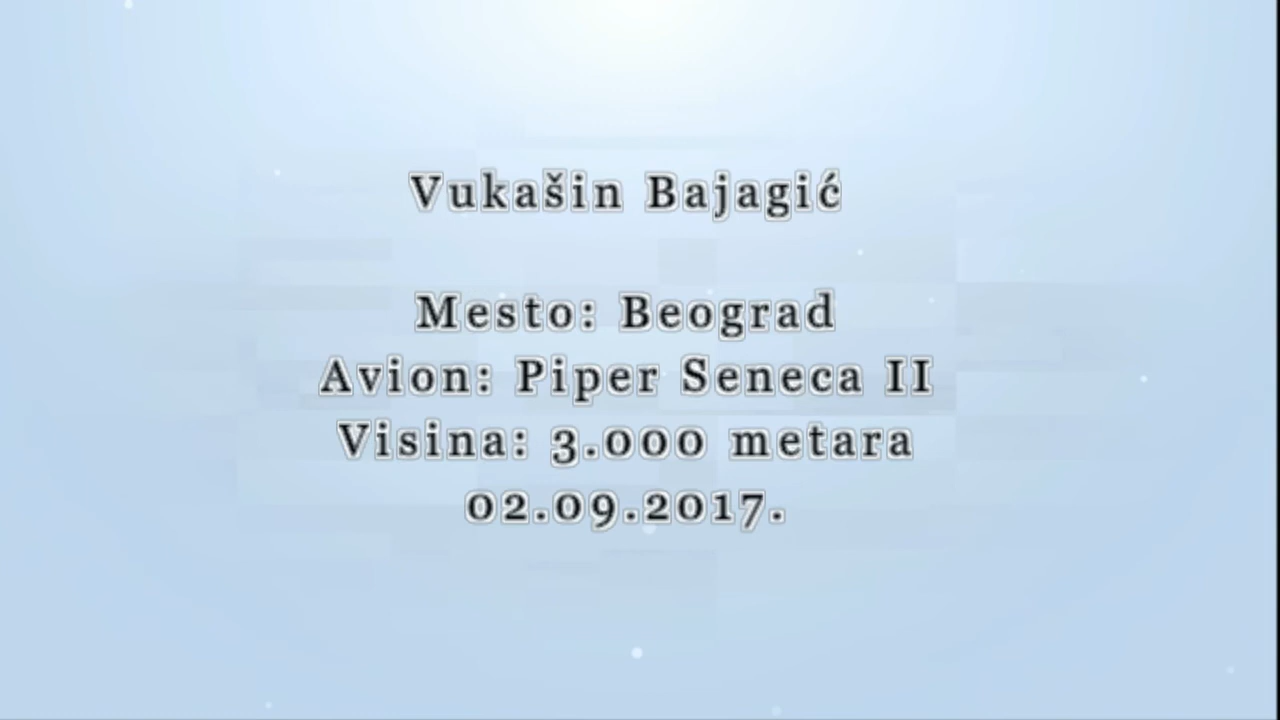 Vukašin Bajagić
Mesto: Beograd
Avion: Piper Seneca II
Visina: 3.000 metara
02.09.2017.